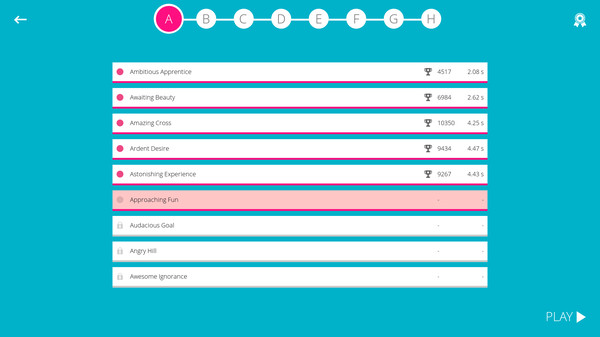 A B C D E F G H
Ambitious Apprentice 4517 2.08 s
Awaiting Beauty 6984 2.62 s
Amazing Cross 10350 4.25 s
Ardent Desire 9434 4.47 s
Astonishing Experience 9267 4.43 s
Approaching Fun - -
Audacious Goal - -
Angry Hill - -
Awesome Ignorance - -
PLAY